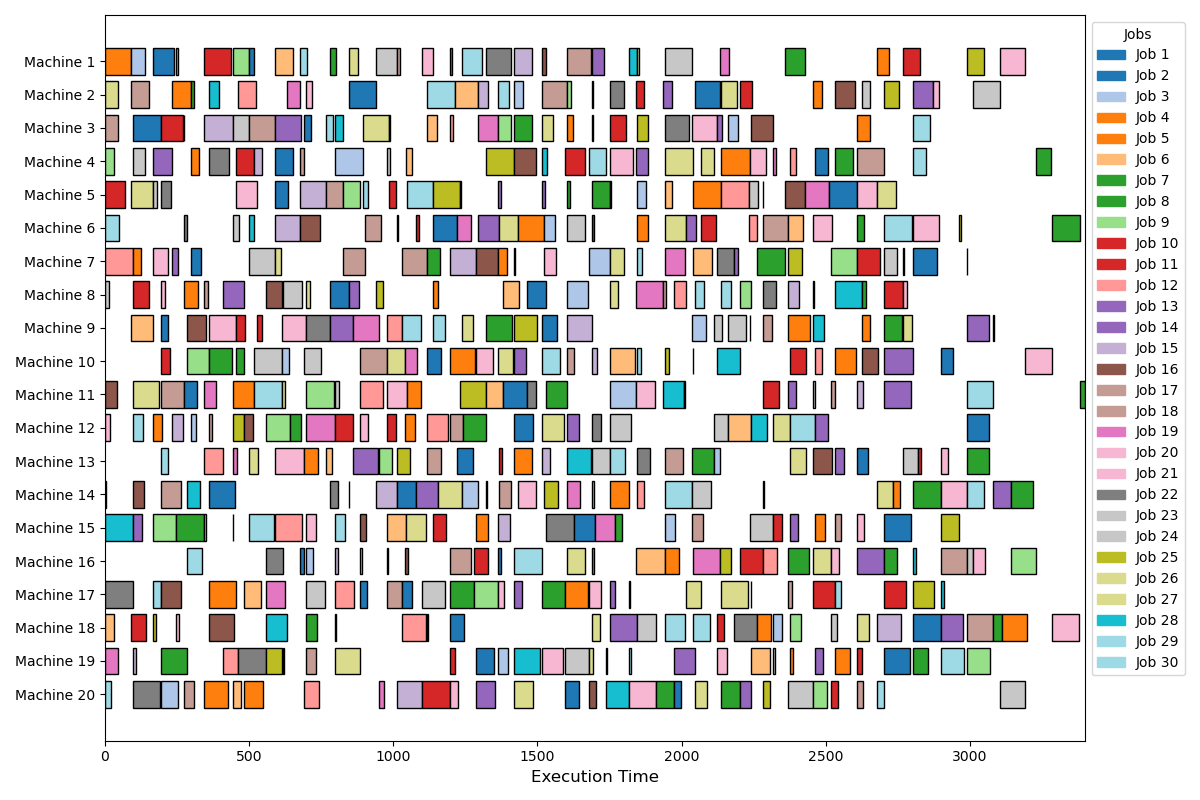 Machine 1
Machine 2
Machine 3
Machine 4
Machine 5
Machine 6
Machine 7
Machine 8
Machine 9
Machine 10
Machine 11
Machine 12
Machine 13
Machine 14
Machine 15
Machine 16
Machine 17
Machine 18
Machine 19
Machine 20
0 500 1000 1500 2000 2500 3000
Execution Time
Jobs
Job 1
Job 2
Job 3
Job 4
Job 5
Job 6
Job 7
Job 8
Job 9
Job 10
Job 11
Job 12
Job 13
Job 14
Job 15
Job 16
Job 17
Job 18
Job 19
Job 20
Job 21
Job 22
Job 23
Job 24
Job 25
Job 26
Job 27
Job 28
Job 29
Job 30